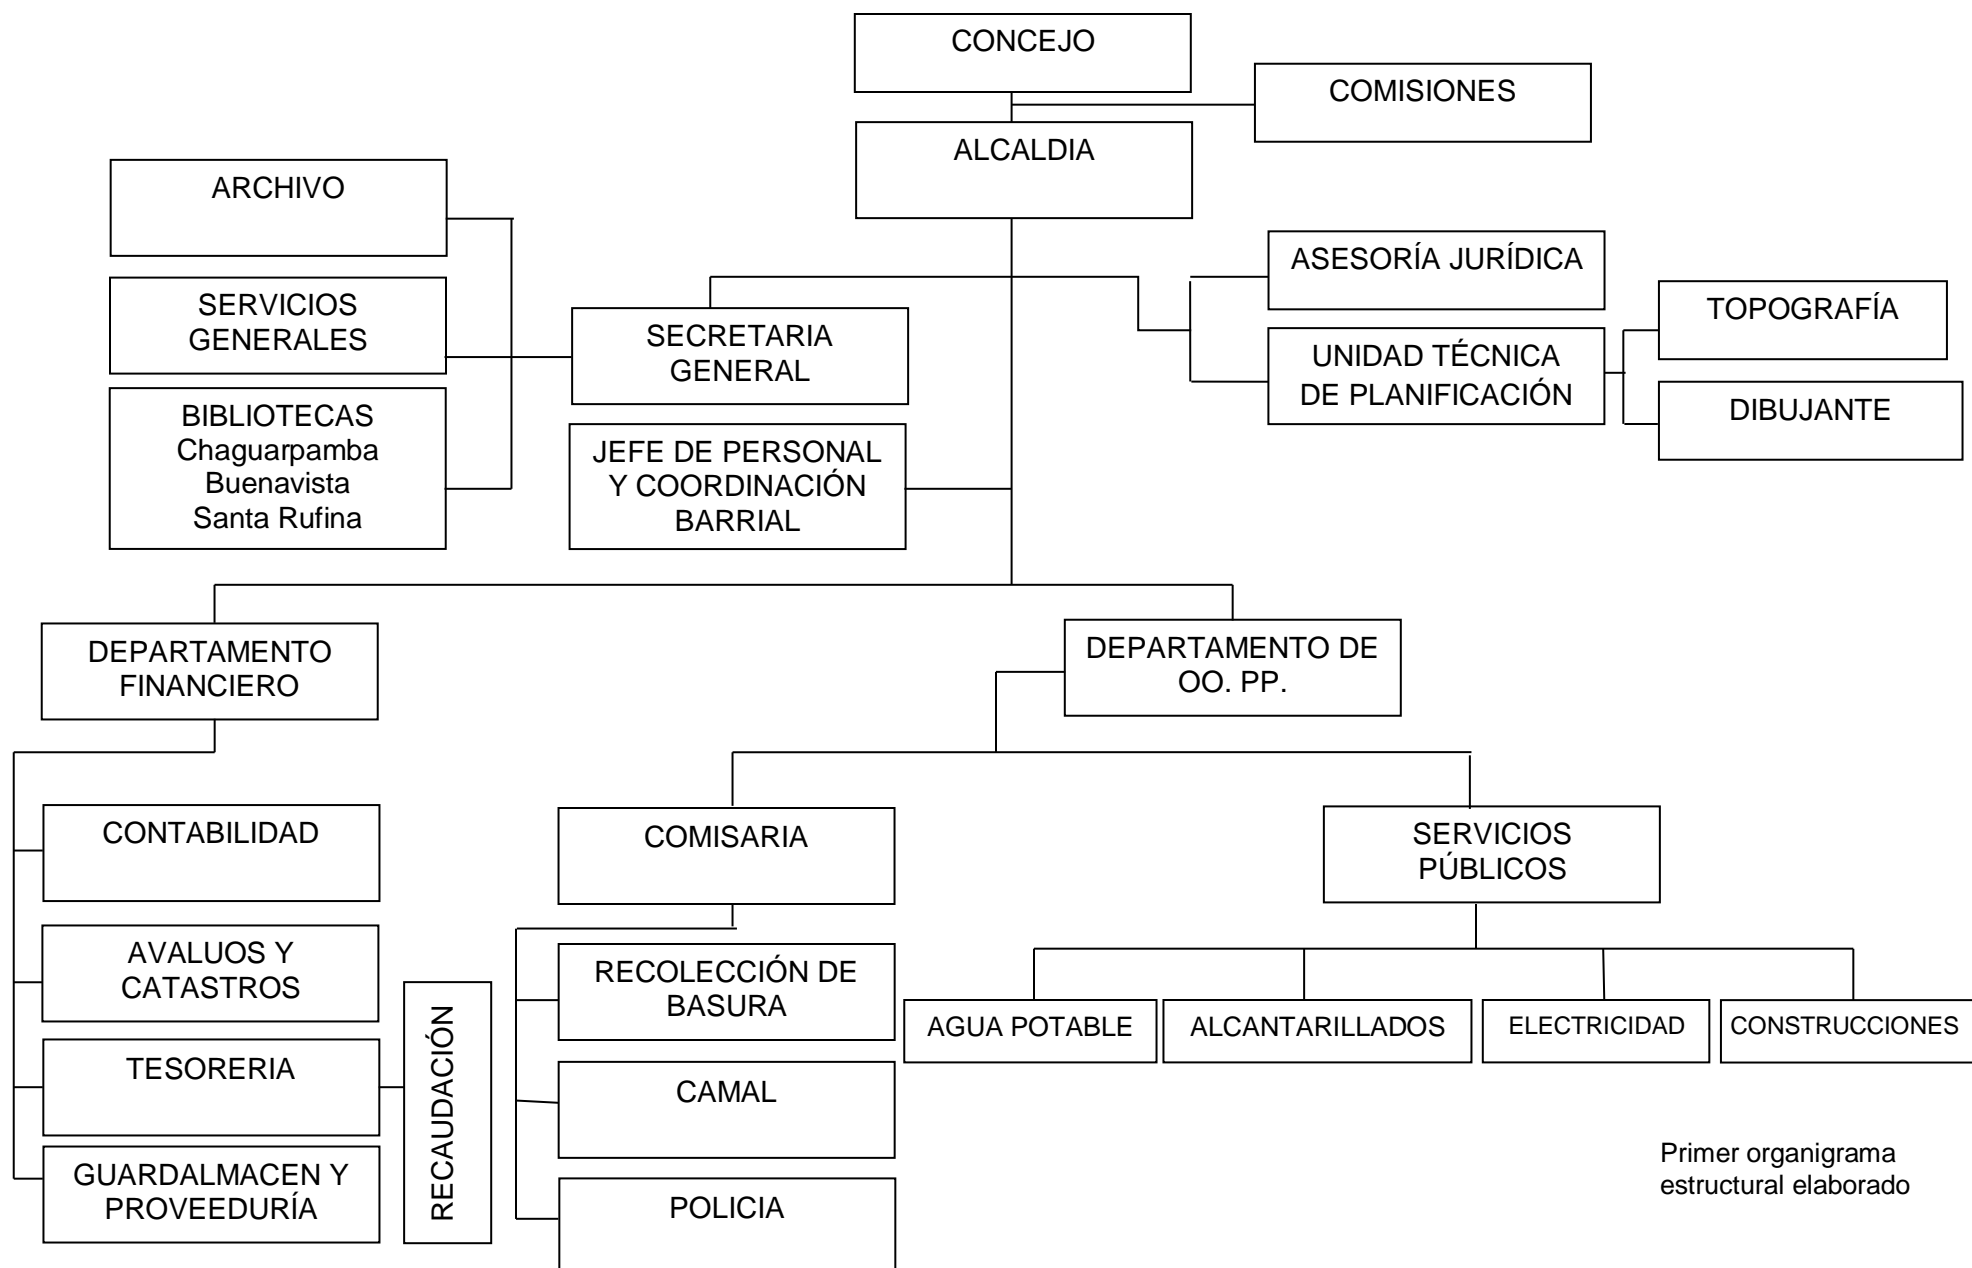 CONCEJO
COMISIONES
ALCALDIA
ARCHIVO
SERVICIOS
GENERALES
BIBLIOTECAS
Chaguarpamba
Buenavista
Santa Rufina
SECRETARIA
GENERAL
JEFE DE PERSONAL
Y COORDINACIÓN
BARRIAL
ASESORÍA JURÍDICA
UNIDAD TÉCNICA
DE PLANIFICACIÓN
TOPOGRAFÍA
DIBUJANTE
DEPARTAMENTO
FINANCIERO
DEPARTAMENTO DE
OO. PP.
CONTABILIDAD
AVALUOS Y
CATASTROS
TESORERIA
GUARDALMACEN Y
PROVEEDURÍA
RECAUDACIÓN
COMISARIA
RECOLECCIÓN DE
BASURA
CAMAL
POLICIA
SERVICIOS
PÚBLICOS
AGUA POTABLE
ALCANTARILLADOS
ELECTRICIDAD
CONSTRUCCIONES
Primer organigrama
estructural elaborado